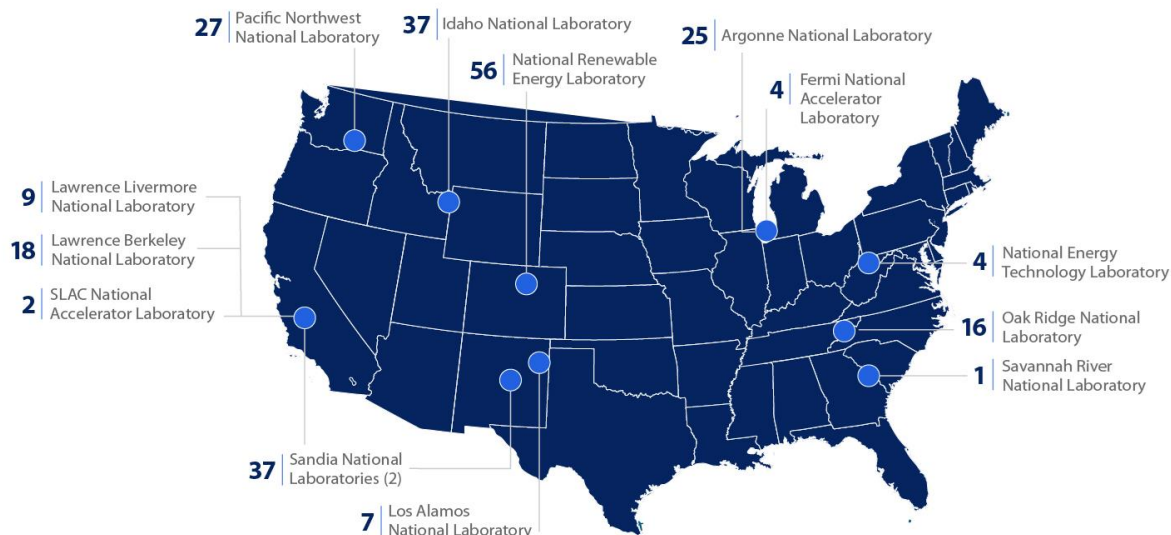 27
Pacific Northwest
National Laboratory
37
Idaho National Laboratory
56
National Renewable
Energy Laboratory
25
Argonne National Laboratory
4
Fermi National
Accelerator
Laboratory
9
Lawrence Livermore
National Laboratory
18
Lawrence Berkeley
National Laboratory
2
SLAC National
Accelerator Laboratory
4
National Energy
Technology Laboratory
16
Oak Ridge National
Laboratory
1
Savannah River
National Laboratory
37
Sandia National
Laboratories (2)
7
Los Alamos
National Laboratory